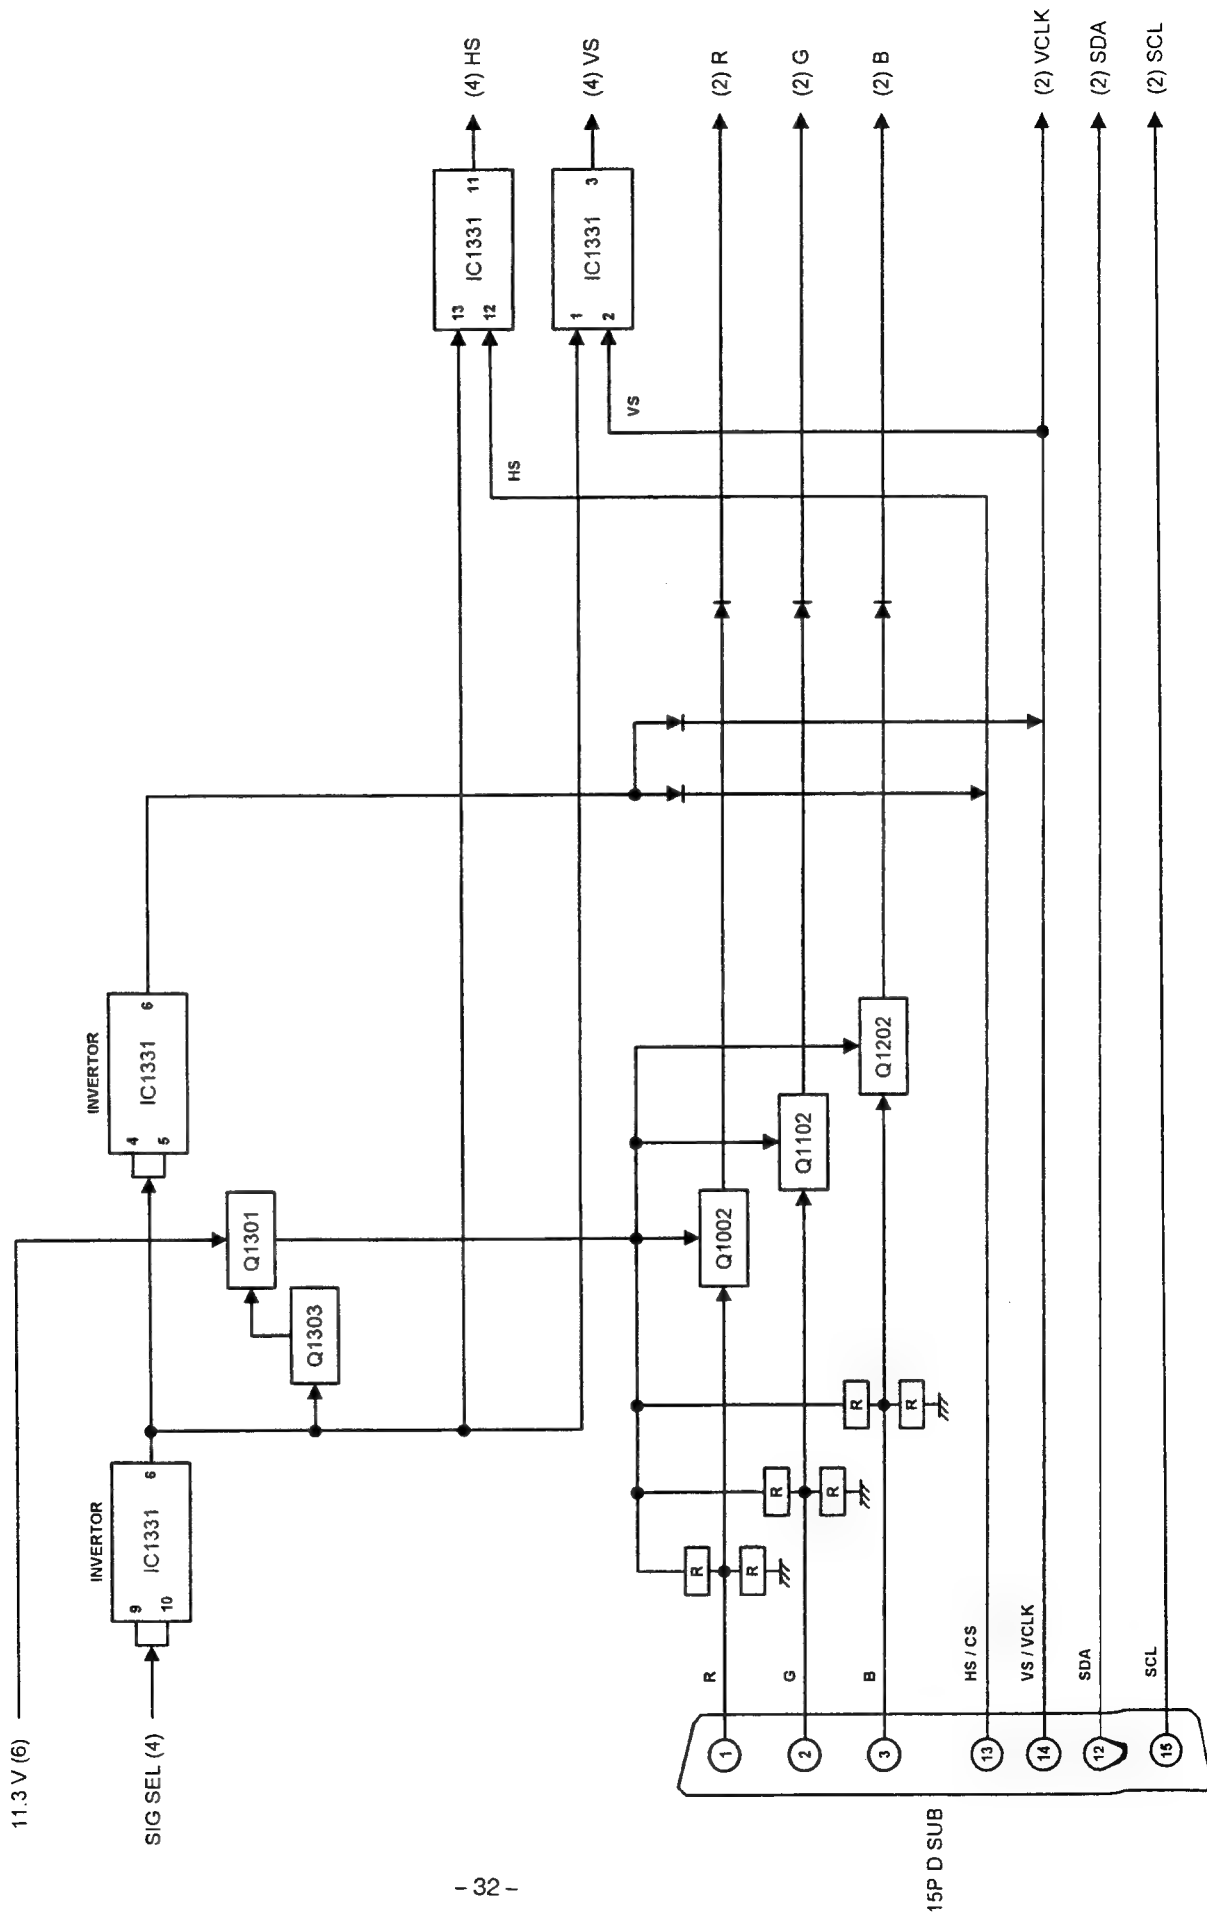 11.3 V (6)
SIG SEL (4)
INVERTOR
9
10
IC1331
6
INVERTOR
4
5
IC1331
6
Q1303
Q1301
13
12
IC1331
11
(4) HS
HS
1
2
IC1331
3
(4) VS
VS
15P D SUB
1
R
R
R
Q1002
(2) R
2
G
R
R
Q1102
(2) G
3
B
R
R
Q1202
(2) B
13
HS / CS
14
VS / VCLK
(2) VCLK
12
SDA
(2) SDA
15
SCL
(2) SCL
- 32 -